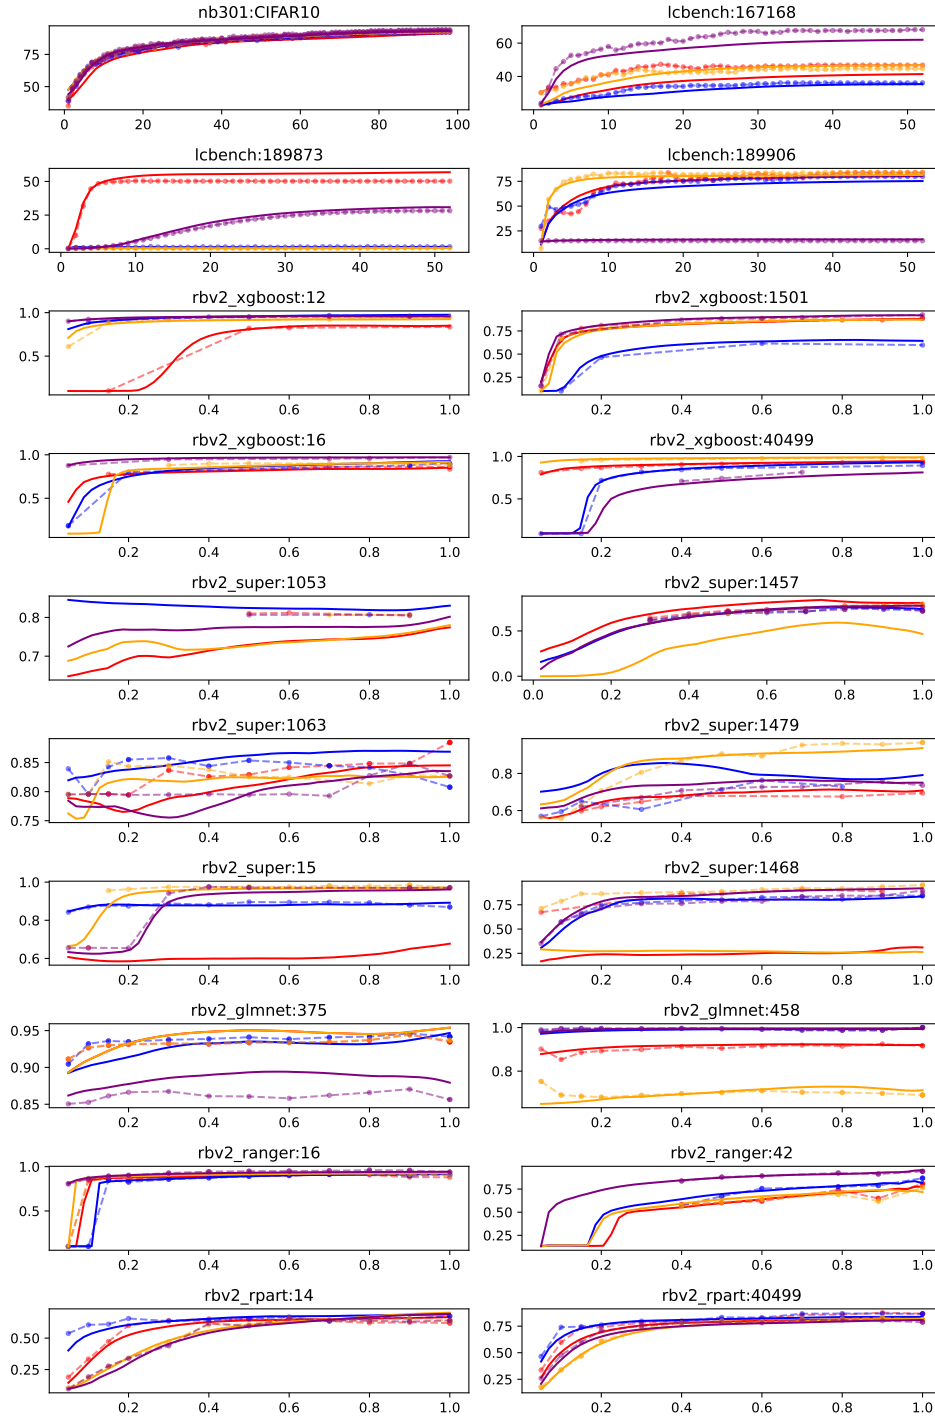 nb301:CIFAR10
75
50
0 20 40 60 80 100
lcbench:167168
60
40
0 10 20 30 40 50
lcbench:189873
50
25
0
0 10 20 30 40 50
lcbench:189906
75
50
25
0 10 20 30 40 50
rbv2_xgboost:12
1.0
0.5
0.2 0.4 0.6 0.8 1.0
rbv2_xgboost:1501
0.75
0.50
0.25
0.2 0.4 0.6 0.8 1.0
rbv2_xgboost:16
1.0
0.5
0.2 0.4 0.6 0.8 1.0
rbv2_xgboost:40499
1.0
0.5
0.2 0.4 0.6 0.8 1.0
rbv2_super:1053
0.8
0.7
0.2 0.4 0.6 0.8 1.0
rbv2_super:1457
0.5
0.0
0.0 0.2 0.4 0.6 0.8 1.0
rbv2_super:1063
0.85
0.80
0.75
0.2 0.4 0.6 0.8 1.0
rbv2_super:1479
0.8
0.6
0.2 0.4 0.6 0.8 1.0
rbv2_super:15
1.0
0.8
0.6
0.2 0.4 0.6 0.8 1.0
rbv2_super:1468
0.75
0.50
0.25
0.2 0.4 0.6 0.8 1.0
rbv2_glmnet:375
0.95
0.90
0.85
0.2 0.4 0.6 0.8 1.0
rbv2_glmnet:458
1.0
0.8
0.2 0.4 0.6 0.8 1.0
rbv2_ranger:16
1.0
0.5
0.2 0.4 0.6 0.8 1.0
rbv2_ranger:42
0.75
0.50
0.25
0.2 0.4 0.6 0.8 1.0
rbv2_rpart:14
0.50
0.25
0.2 0.4 0.6 0.8 1.0
rbv2_rpart:40499
0.75
0.50
0.25
0.2 0.4 0.6 0.8 1.0